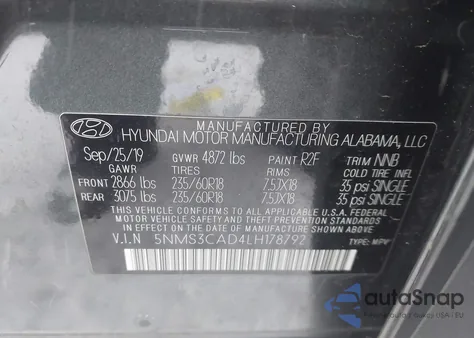 MANUFACTURED BY
HYUNDAI MOTOR MANUFACTURING ALABAMA, LLC
Sep/25/19 GVWR 4872 lbs PAINT R2F TRIM NNB
GAWR TIRES RIMS COLD TIRE INFL.
FRONT 2866 lbs 235/60R18 7.5JX18 35 psi SINGLE
REAR 3075 lbs 235/60R18 7.5JX18 35 psi SINGLE
THIS VEHICLE CONFORMS TO ALL APPLICABLE U.S.A. FEDERAL
MOTOR VEHICLE SAFETY AND THEFT PREVENTION STANDARDS
IN EFFECT ON THE DATE OF MANUFACTURE SHOWN ABOVE.
V.I.N 5NMS3CAD4LH178792 TYPE: MPV
autoSnap
USA / EU